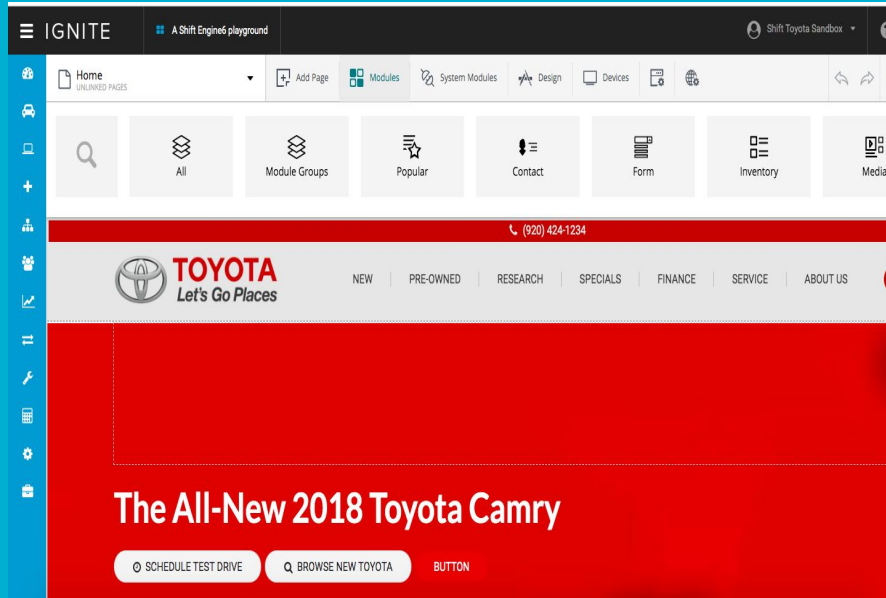 IGNITE
A Shift Engine6 playground
Shift Toyota Sandbox
Home
UNLINKED PAGES
Add Page
Modules
System Modules
Design
Devices
All
Module Groups
Popular
Contact
Form
Inventory
Media
(920) 424-1234
TOYOTA
Let's Go Places
NEW
PRE-OWNED
RESEARCH
SPECIALS
FINANCE
SERVICE
ABOUT US
The All-New 2018 Toyota Camry
SCHEDULE TEST DRIVE
BROWSE NEW TOYOTA
BUTTON